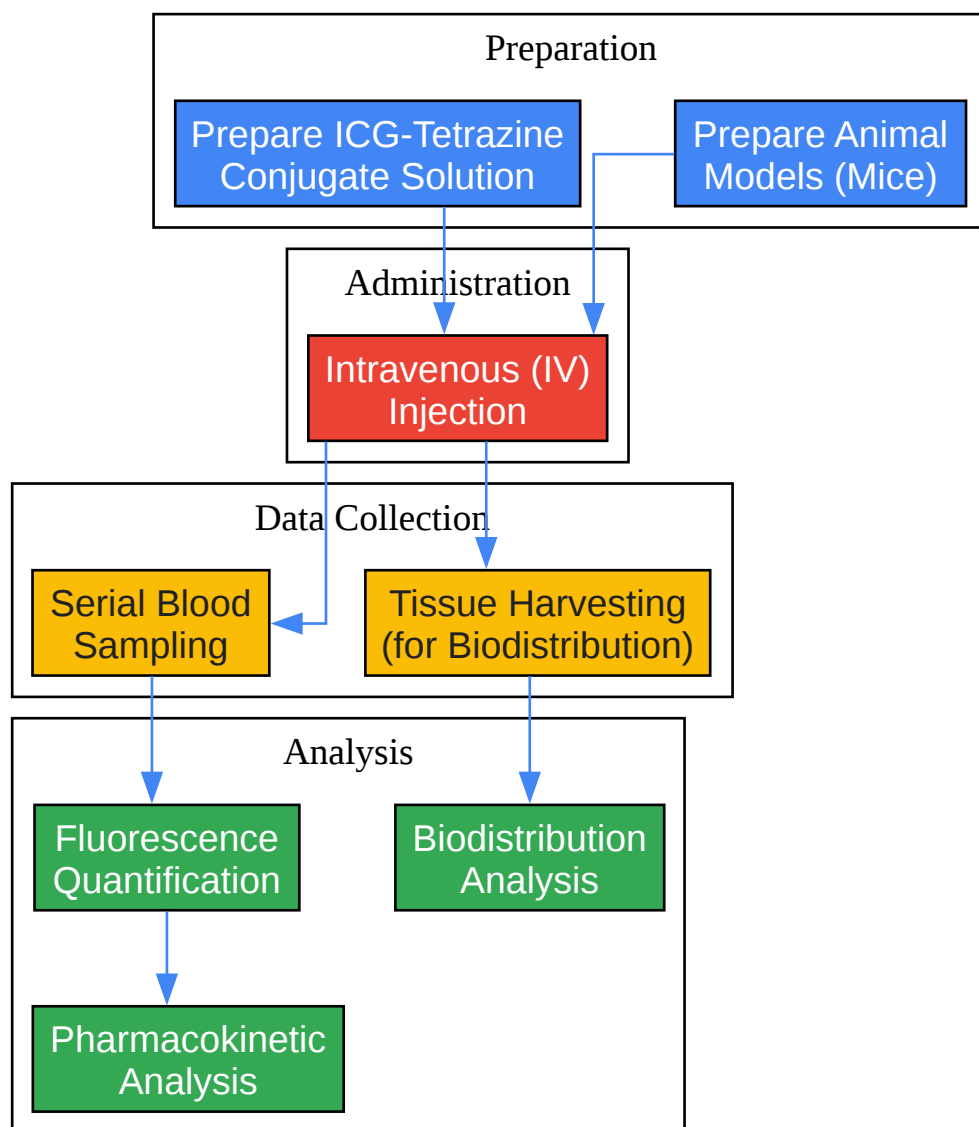 Preparation
Prepare ICG-Tetrazine
Conjugate Solution
Prepare Animal
Models (Mice)
Administration
Intravenous (IV)
Injection
Data Collection
Serial Blood
Sampling
Tissue Harvesting
(for Biodistribution)
Analysis
Fluorescence
Quantification
Biodistribution
Analysis
Pharmacokinetic
Analysis